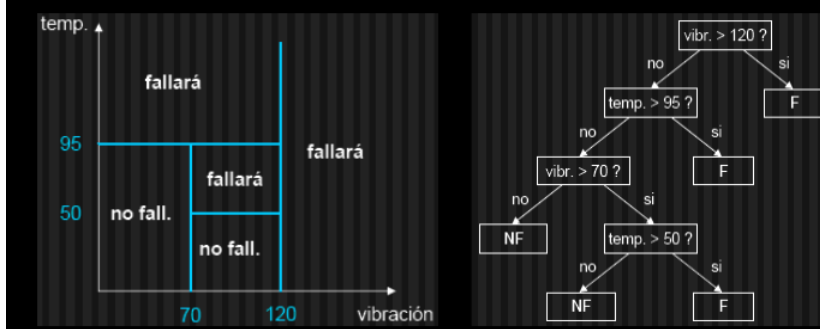 temp.
fallará
95
fallará
fallará
50
no fall.
no fall.
70
120
vibración
vibr. > 120 ?
no
si
temp. > 95 ?
F
no
si
vibr. > 70 ?
F
no
si
NF
temp. > 50 ?
no
si
NF
F